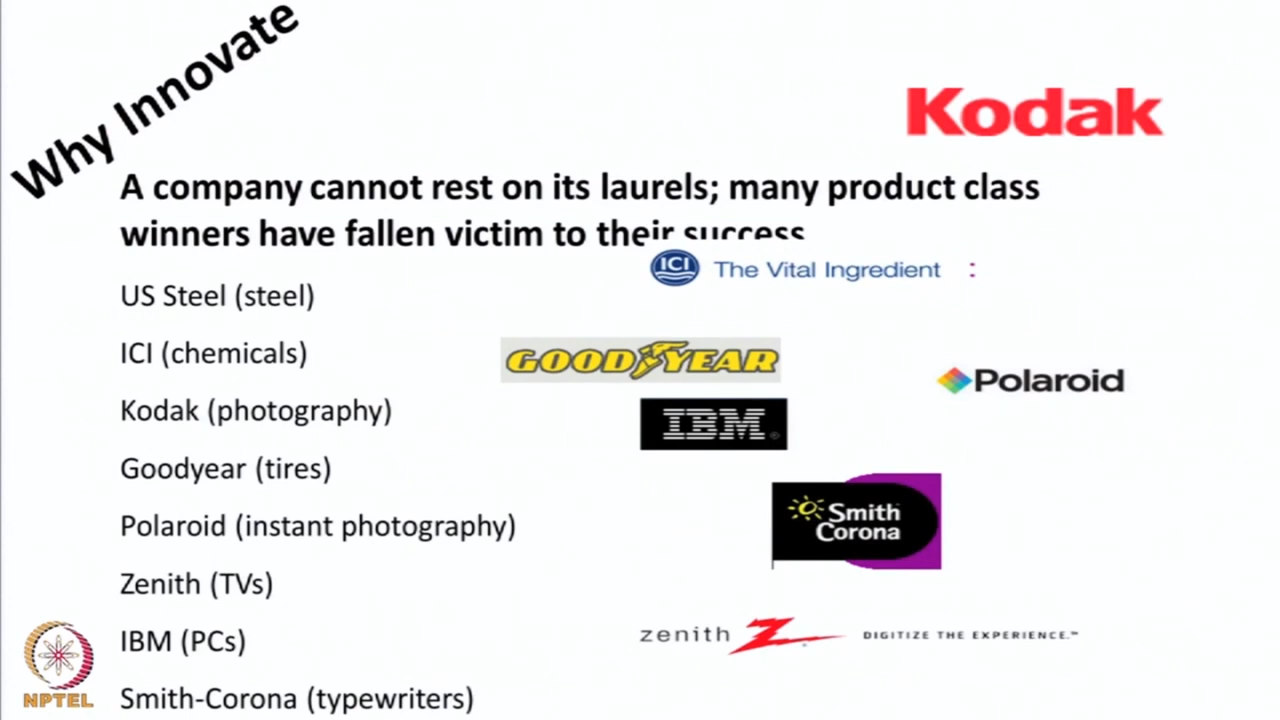 Why Innovate
Kodak
A company cannot rest on its laurels; many product class
winners have fallen victim to their success
ICI The Vital Ingredient :
US Steel (steel)
ICI (chemicals)
GOODYEAR
Polaroid
Kodak (photography)
IBM ®
Goodyear (tires)
Smith
Corona
Polaroid (instant photography)
Zenith (TVs)
zenith DIGITIZE THE EXPERIENCE.™
IBM (PCs)
NPTEL
Smith-Corona (typewriters)